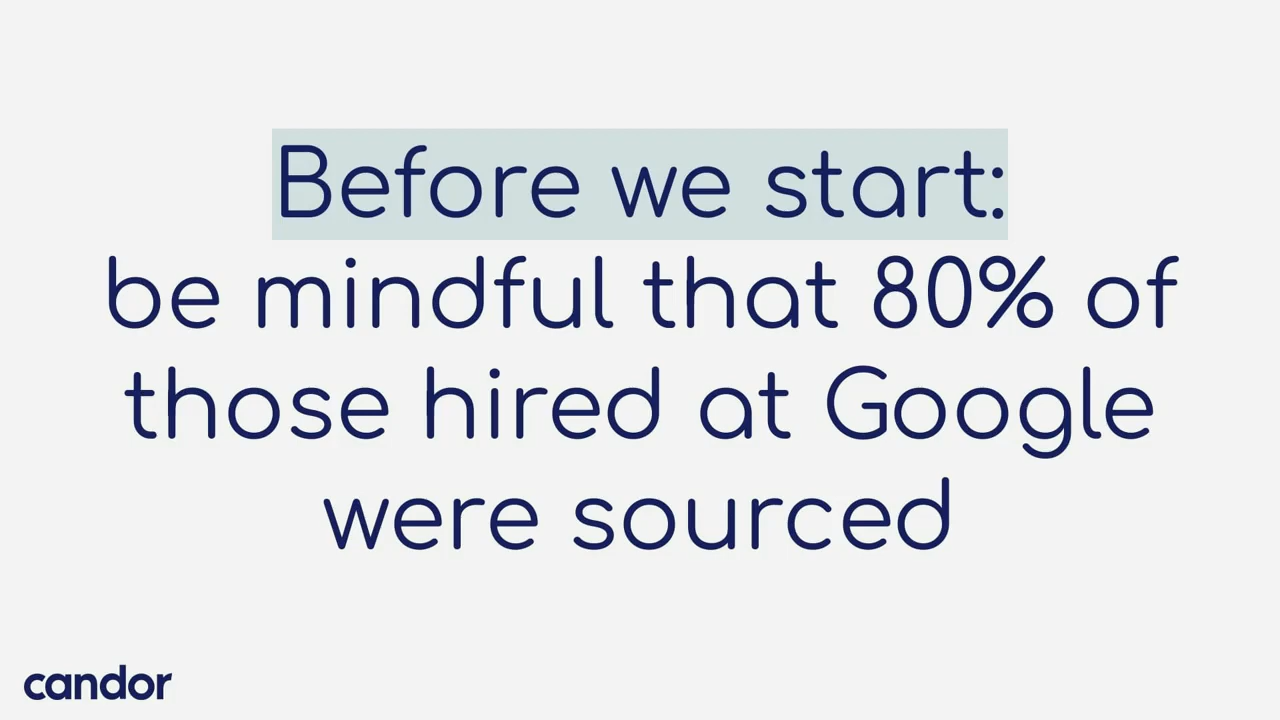 Before we start:
be mindful that 80% of
those hired at Google
were sourced
candor